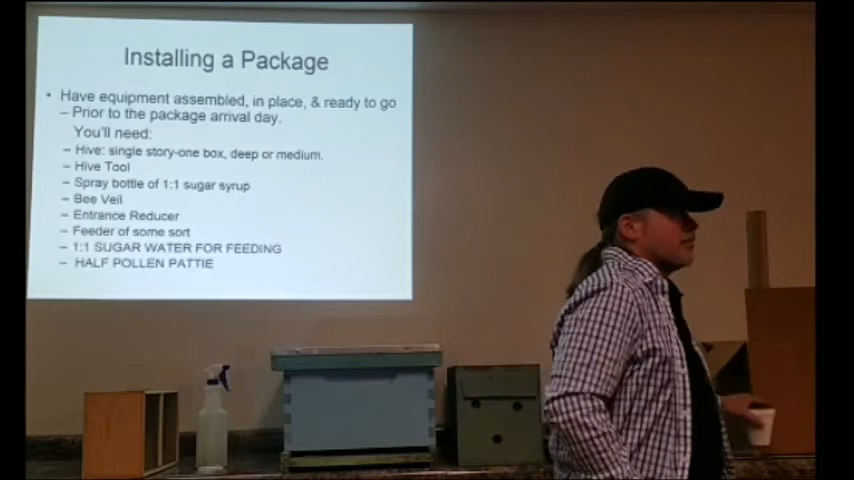 Installing a Package
• Have equipment assembled, in place, & ready to go
– Prior to the package arrival day.
You'll need:
– Hive: single story-one box, deep or medium.
– Hive Tool
– Spray bottle of 1:1 sugar syrup
– Bee Veil
– Entrance Reducer
– Feeder of some sort
– 1:1 SUGAR WATER FOR FEEDING
– HALF POLLEN PATTIE